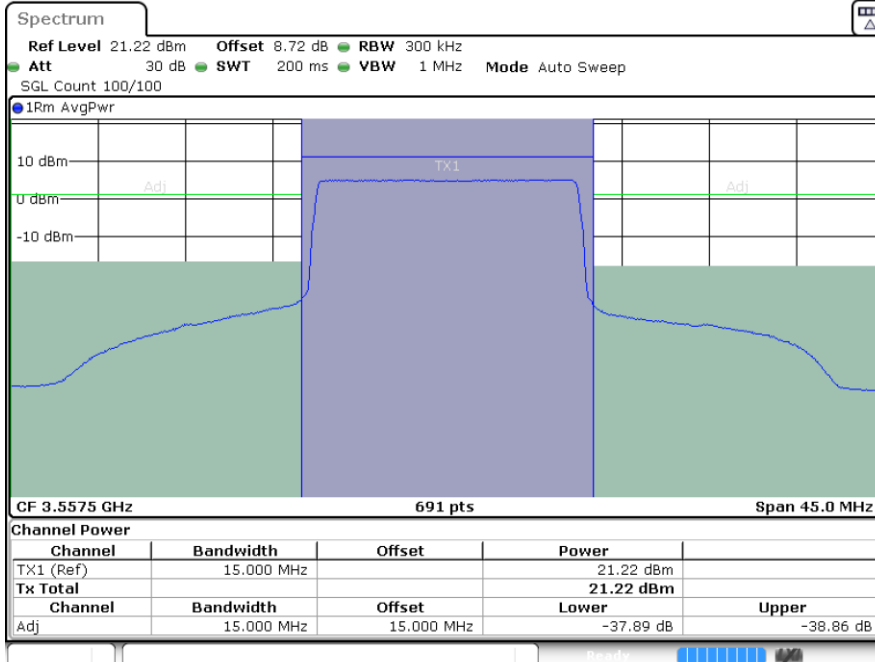 Spectrum
Ref Level 21.22 dBm Offset 8.72 dB RBW 300 kHz
Att 30 dB SWT 200 ms VBW 1 MHz Mode Auto Sweep
SGL Count 100/100
1Rm AvgPwr
10 dBm
TX1
Adj Adj
0 dBm
-10 dBm
CF 3.5575 GHz 691 pts Span 45.0 MHz
Channel Power
Channel Bandwidth Offset Power
TX1 (Ref) 15.000 MHz 21.22 dBm
Tx Total 21.22 dBm
Channel Bandwidth Offset Lower Upper
Adj 15.000 MHz 15.000 MHz -37.89 dB -38.86 dB
Ready